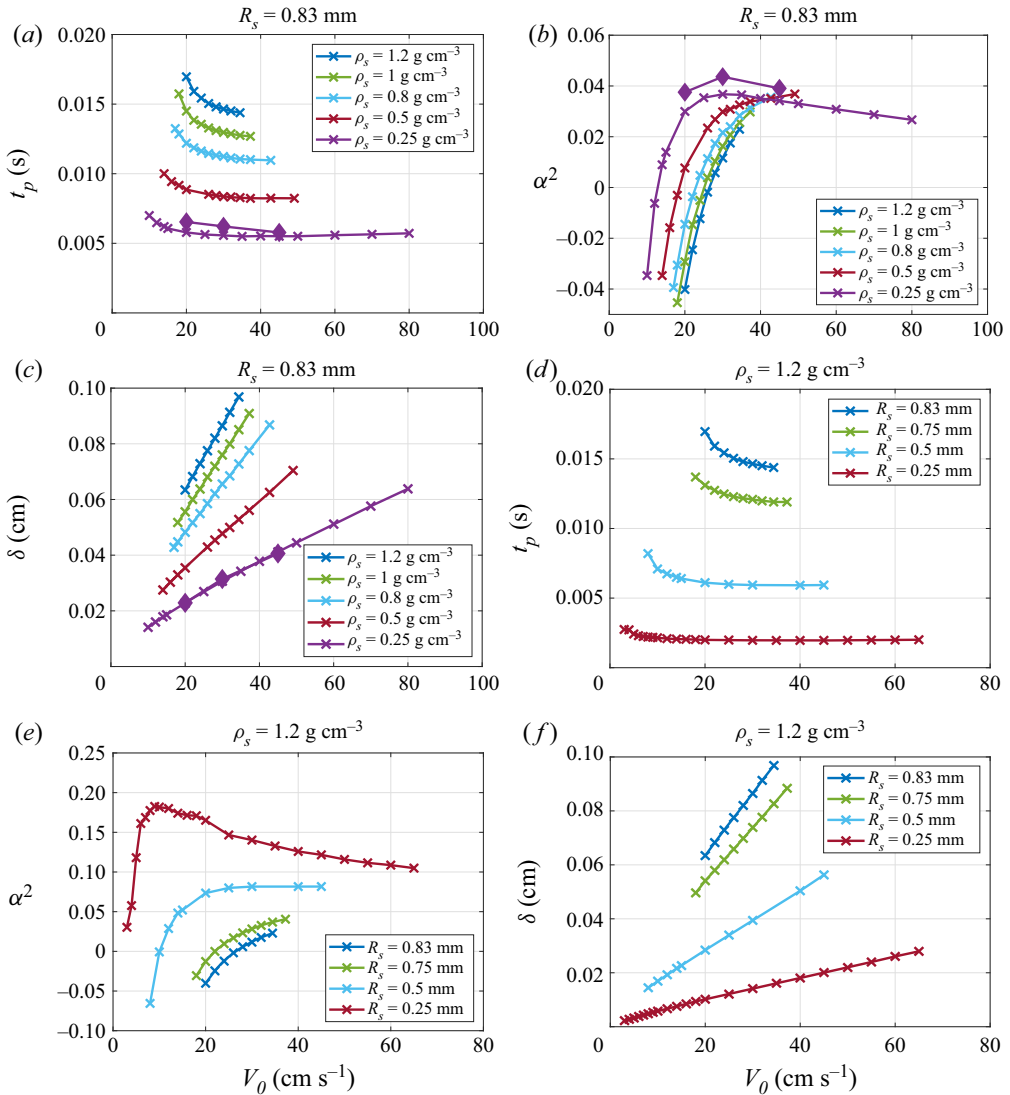 (a)
R_s = 0.83 mm
0.020
0.015
0.010
0.005
t_p (s)
0
20
40
60
80
100
ρ_s = 1.2 g cm⁻³
ρ_s = 1 g cm⁻³
ρ_s = 0.8 g cm⁻³
ρ_s = 0.5 g cm⁻³
ρ_s = 0.25 g cm⁻³
(b)
R_s = 0.83 mm
0.06
0.04
0.02
0
–0.02
–0.04
α²
0
20
40
60
80
100
ρ_s = 1.2 g cm⁻³
ρ_s = 1 g cm⁻³
ρ_s = 0.8 g cm⁻³
ρ_s = 0.5 g cm⁻³
ρ_s = 0.25 g cm⁻³
(c)
R_s = 0.83 mm
0.10
0.08
0.06
0.04
0.02
δ (cm)
0
20
40
60
80
100
ρ_s = 1.2 g cm⁻³
ρ_s = 1 g cm⁻³
ρ_s = 0.8 g cm⁻³
ρ_s = 0.5 g cm⁻³
ρ_s = 0.25 g cm⁻³
(d)
ρ_s = 1.2 g cm⁻³
0.020
0.015
0.010
0.005
t_p (s)
0
20
40
60
80
R_s = 0.83 mm
R_s = 0.75 mm
R_s = 0.5 mm
R_s = 0.25 mm
(e)
ρ_s = 1.2 g cm⁻³
0.25
0.20
0.15
0.10
0.05
0
–0.05
–0.10
α²
0
20
40
60
80
V_0 (cm s⁻¹)
R_s = 0.83 mm
R_s = 0.75 mm
R_s = 0.5 mm
R_s = 0.25 mm
(f)
ρ_s = 1.2 g cm⁻³
0.10
0.08
0.06
0.04
0.02
δ (cm)
0
20
40
60
80
V_0 (cm s⁻¹)
R_s = 0.83 mm
R_s = 0.75 mm
R_s = 0.5 mm
R_s = 0.25 mm